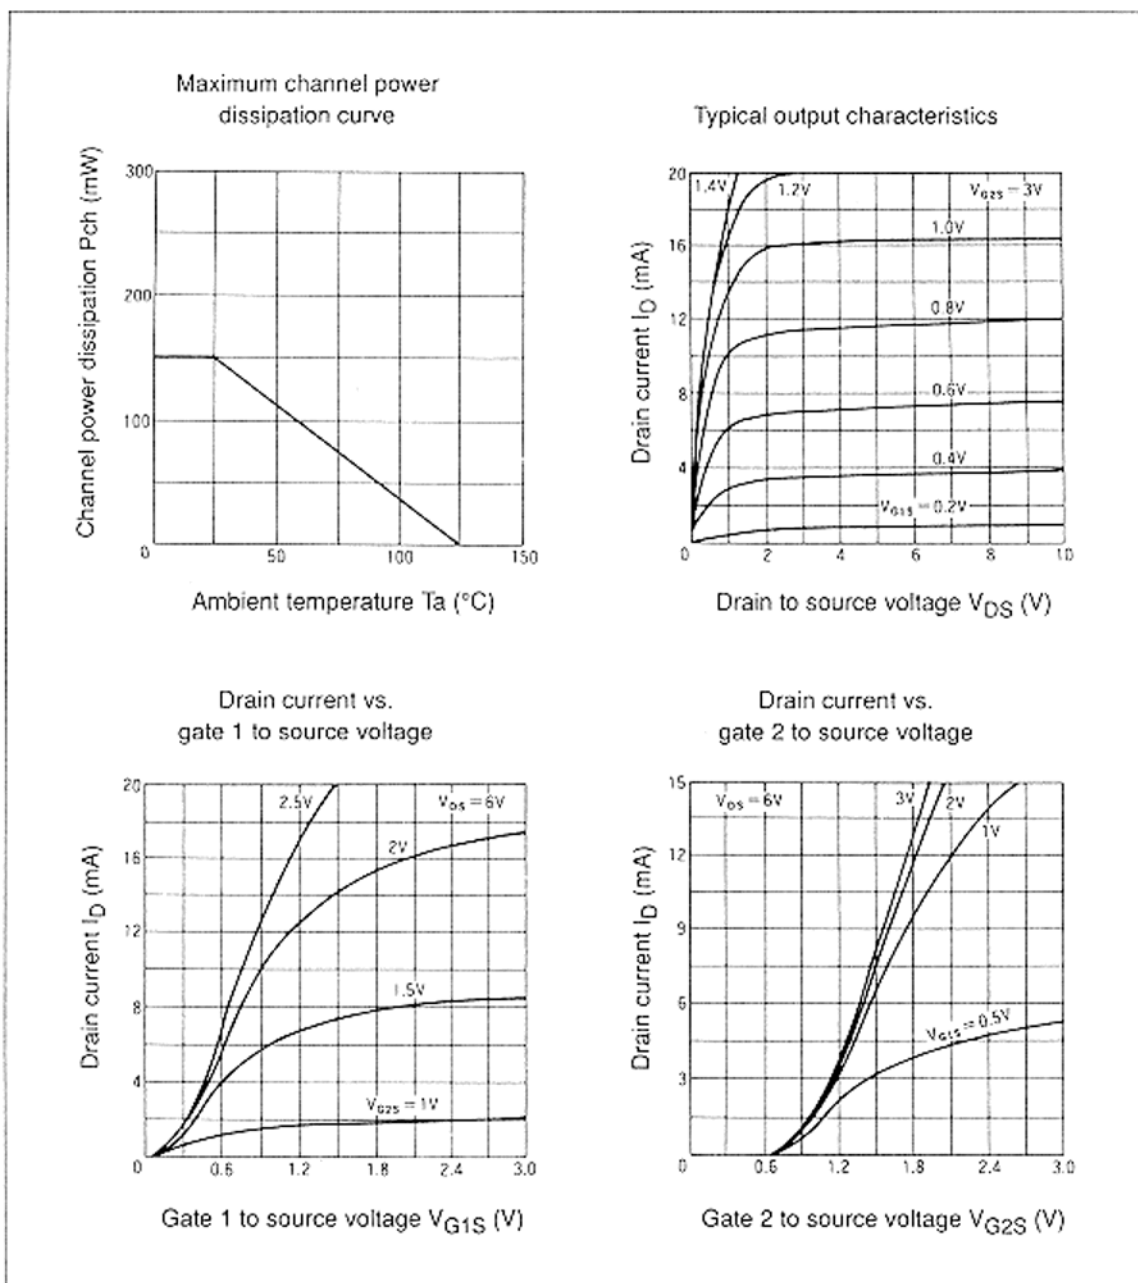 Maximum channel power
dissipation curve
Channel power dissipation Pch (mW)
300
200
100
0
50
100
150
Ambient temperature Ta (°C)
Typical output characteristics
Drain current ID (mA)
20
16
12
8
4
0
2
4
6
8
10
1.4V
1.2V
VG2S = 3V
1.0V
0.8V
0.6V
0.4V
VG1S = 0.2V
Drain to source voltage VDS (V)
Drain current vs.
gate 1 to source voltage
Drain current ID (mA)
20
16
12
8
4
0
0.6
1.2
1.8
2.4
3.0
2.5V
VDS = 6V
2V
1.5V
VG2S = 1V
Gate 1 to source voltage VG1S (V)
Drain current vs.
gate 2 to source voltage
Drain current ID (mA)
15
12
9
6
3
0
0.6
1.2
1.8
2.4
3.0
VDS = 6V
3V
2V
1V
VG1S = 0.5V
Gate 2 to source voltage VG2S (V)